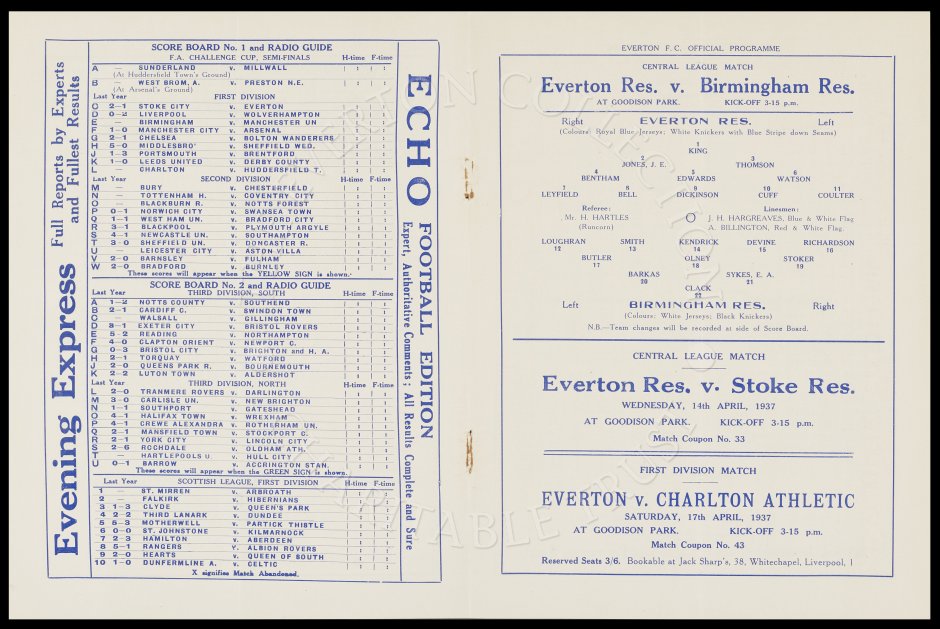 Evening Express Full Reports by Experts and Fullest Results
SCORE BOARD No. 1 and RADIO GUIDE
F.A. CHALLENGE CUP, SEMI-FINALS H-time F-time
A — SUNDERLAND v. MILLWALL
(At Huddersfield Town's Ground)
B — WEST BROM. A. v. PRESTON N.E.
(At Arsenal's Ground)
Last Year FIRST DIVISION
C 2–1 STOKE CITY v. EVERTON
D 0–2 LIVERPOOL v. WOLVERHAMPTON
E — BIRMINGHAM v. MANCHESTER UN
F 1–0 MANCHESTER CITY v. ARSENAL
G 2–1 CHELSEA v. BOLTON WANDERERS
H 5–0 MIDDLESBRO' v. SHEFFIELD WED.
J 1–3 PORTSMOUTH v. BRENTFORD
K 1–0 LEEDS UNITED v. DERBY COUNTY
L — CHARLTON v. HUDDERSFIELD T.
Last Year SECOND DIVISION H-time F-time
M — BURY v. CHESTERFIELD
N — TOTTENHAM H. v. COVENTRY CITY
O — BLACKBURN R. v. NOTTS FOREST
P 0–1 NORWICH CITY v. SWANSEA TOWN
Q 1–1 WEST HAM UN. v. BRADFORD CITY
R 3–1 BLACKPOOL v. PLYMOUTH ARGYLE
S 4–1 NEWCASTLE UN. v. SOUTHAMPTON
T 3–0 SHEFFIELD UN. v. DONCASTER R.
U — LEICESTER CITY v. ASTON VILLA
V 2–0 BARNSLEY v. FULHAM
W 2–0 BRADFORD v. BURNLEY
These scores will appear when the YELLOW SIGN is shown.
SCORE BOARD No. 2 and RADIO GUIDE
Last Year THIRD DIVISION, SOUTH H-time F-time
A 1–2 NOTTS COUNTY v. SOUTHEND
B 2–1 CARDIFF C. v. SWINDON TOWN
C — WALSALL v. GILLINGHAM
D 3–1 EXETER CITY v. BRISTOL ROVERS
E 5–2 READING v. NORTHAMPTON
F 4–0 CLAPTON ORIENT v. NEWPORT C.
G 0–3 BRISTOL CITY v. BRIGHTON and H. A.
H 2–1 TORQUAY v. WATFORD
J 2–0 QUEENS PARK R. v. BOURNEMOUTH
K 2–2 LUTON TOWN v. ALDERSHOT
Last Year THIRD DIVISION, NORTH H-time F-time
L 2–0 TRANMERE ROVERS v. DARLINGTON
M 3–0 CARLISLE UN. v. NEW BRIGHTON
N 1–1 SOUTHPORT v. GATESHEAD
O 4–1 HALIFAX TOWN v. WREXHAM
P 4–1 CREWE ALEXANDRA v. ROTHERHAM UN.
Q 2–1 MANSFIELD TOWN v. STOCKPORT C.
R 2–1 YORK CITY v. LINCOLN CITY
S 2–6 ROCHDALE v. OLDHAM ATH.
T — HARTLEPOOLS U v. HULL CITY
U 0–1 BARROW v. ACCRINGTON STAN.
These scores will appear when the GREEN SIGN is shown.
Last Year SCOTTISH LEAGUE, FIRST DIVISION H-time F-time
1 — ST. MIRREN v. ARBROATH
2 — FALKIRK v. HIBERNIANS
3 1–3 CLYDE v. QUEEN'S PARK
4 2–2 THIRD LANARK v. DUNDEE
5 5–3 MOTHERWELL v. PARTICK THISTLE
6 0–0 ST. JOHNSTONE v. KILMARNOCK
7 2–3 HAMILTON v. ABERDEEN
8 5–1 RANGERS Y. ALBION ROVERS
9 2–0 HEARTS v. QUEEN OF SOUTH
10 1–0 DUNFERMLINE A. v. CELTIC
X signifies Match Abandoned.
ECHO FOOTBALL EDITION
Expert, Authoritative Comments; All Results Complete and Sure
EVERTON F.C. OFFICIAL PROGRAMME
CENTRAL LEAGUE MATCH
Everton Res. v. Birmingham Res.
AT GOODISON PARK. KICK-OFF 3-15 p.m.
Right EVERTON RES. Left
(Colours: Royal Blue Jerseys; White Knickers with Blue Stripe down Seams)
1
KING
2 3
JONES, J. E. THOMSON
4 5 6
BENTHAM EDWARDS WATSON
7 8 9 10 11
LEYFIELD BELL DICKINSON CUFF COULTER
Referee: Linesmen:
Mr. H. HARTLES J. H. HARGREAVES, Blue & White Flag
(Runcorn) A. BILLINGTON, Red & White Flag.
LOUGHRAN SMITH KENDRICK DEVINE RICHARDSON
12 13 14 15 16
BUTLER OLNEY STOKER
17 18 19
BARKAS SYKES, E. A.
20 21
CLACK
22
Left BIRMINGHAM RES. Right
(Colours: White Jerseys; Black Knickers)
N.B.—Team changes will be recorded at side of Score Board.
CENTRAL LEAGUE MATCH
Everton Res. v. Stoke Res.
WEDNESDAY, 14th APRIL, 1937
AT GOODISON PARK. KICK-OFF 3-15 p.m.
Match Coupon No. 33
FIRST DIVISION MATCH
EVERTON v. CHARLTON ATHLETIC
SATURDAY, 17th APRIL, 1937
AT GOODISON PARK. KICK-OFF 3-15 p.m.
Match Coupon No. 43
Reserved Seats 3/6. Bookable at Jack Sharp's, 38, Whitechapel, Liverpool, 1
EVERTON COLLECTION
CHARITABLE TRUST